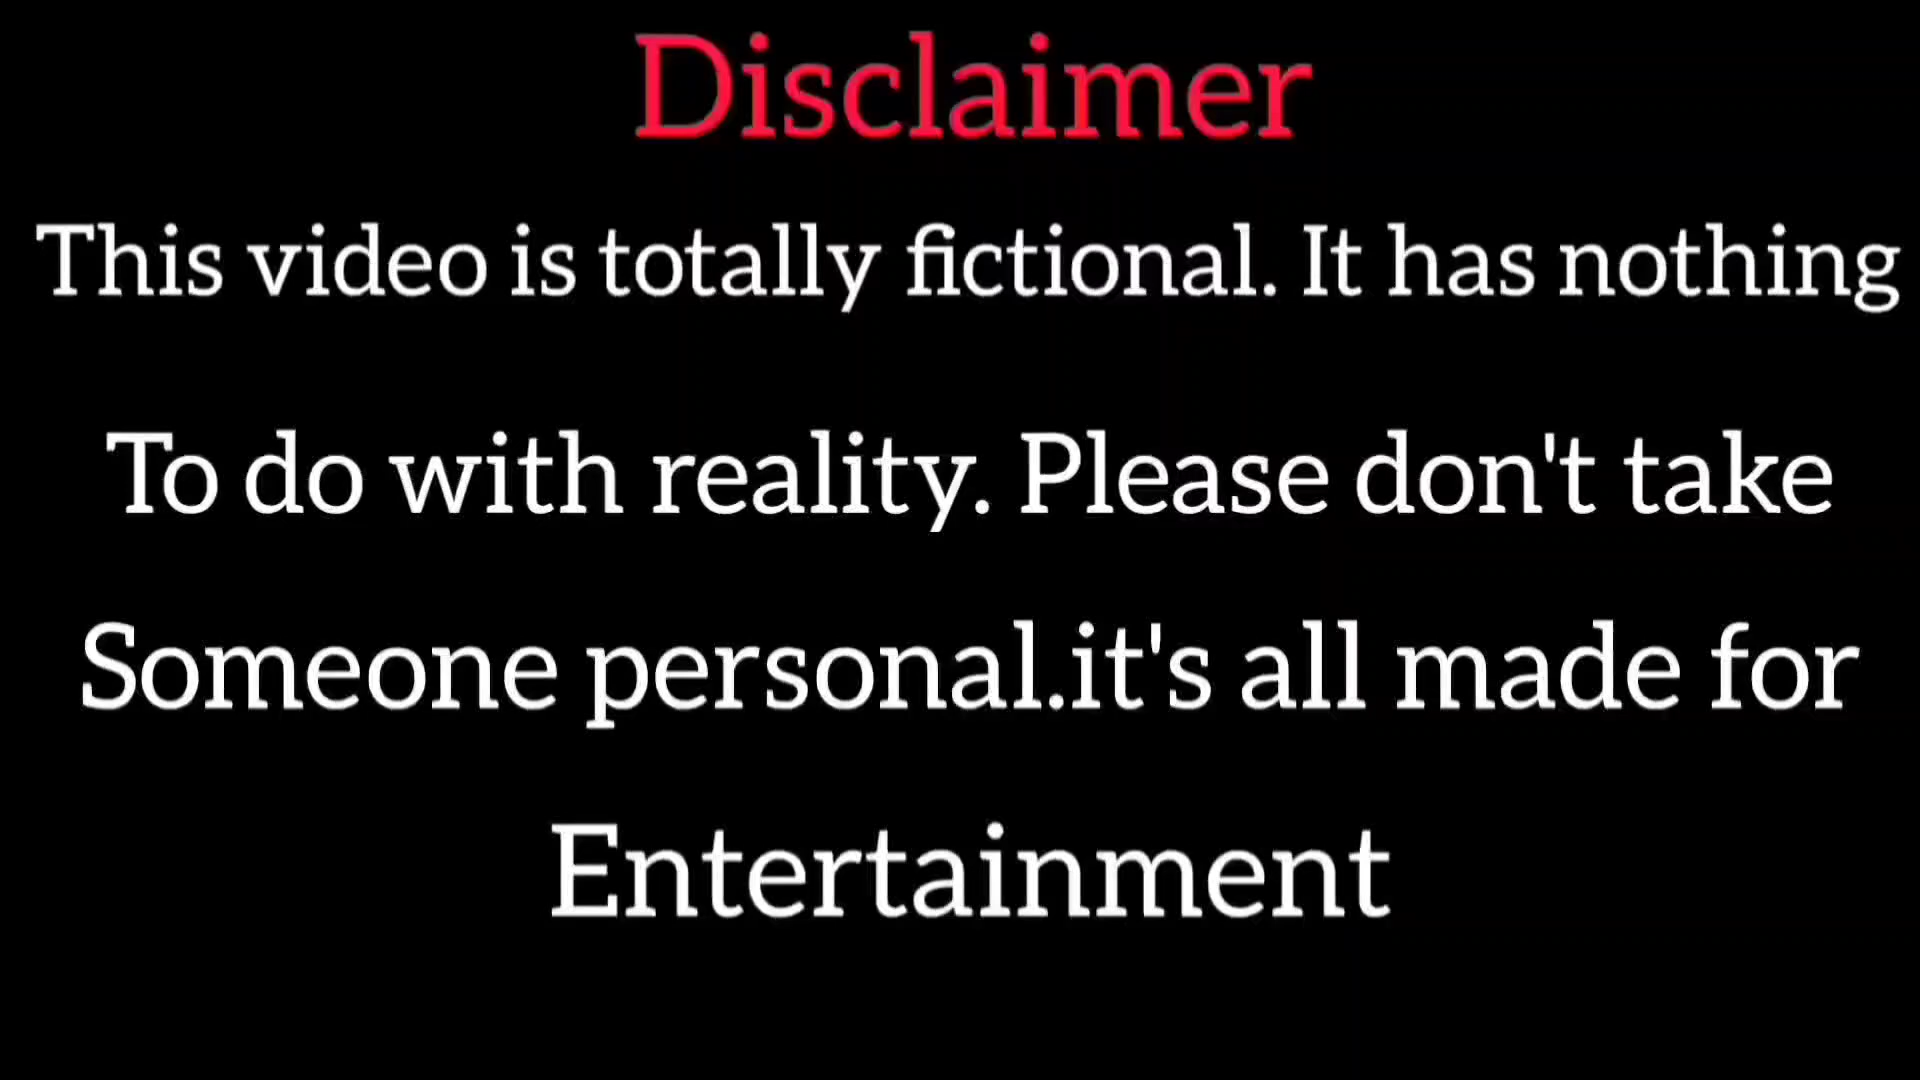 Disclaimer
This video is totally fictional. It has nothing
To do with reality. Please don't take
Someone personal.it's all made for
Entertainment